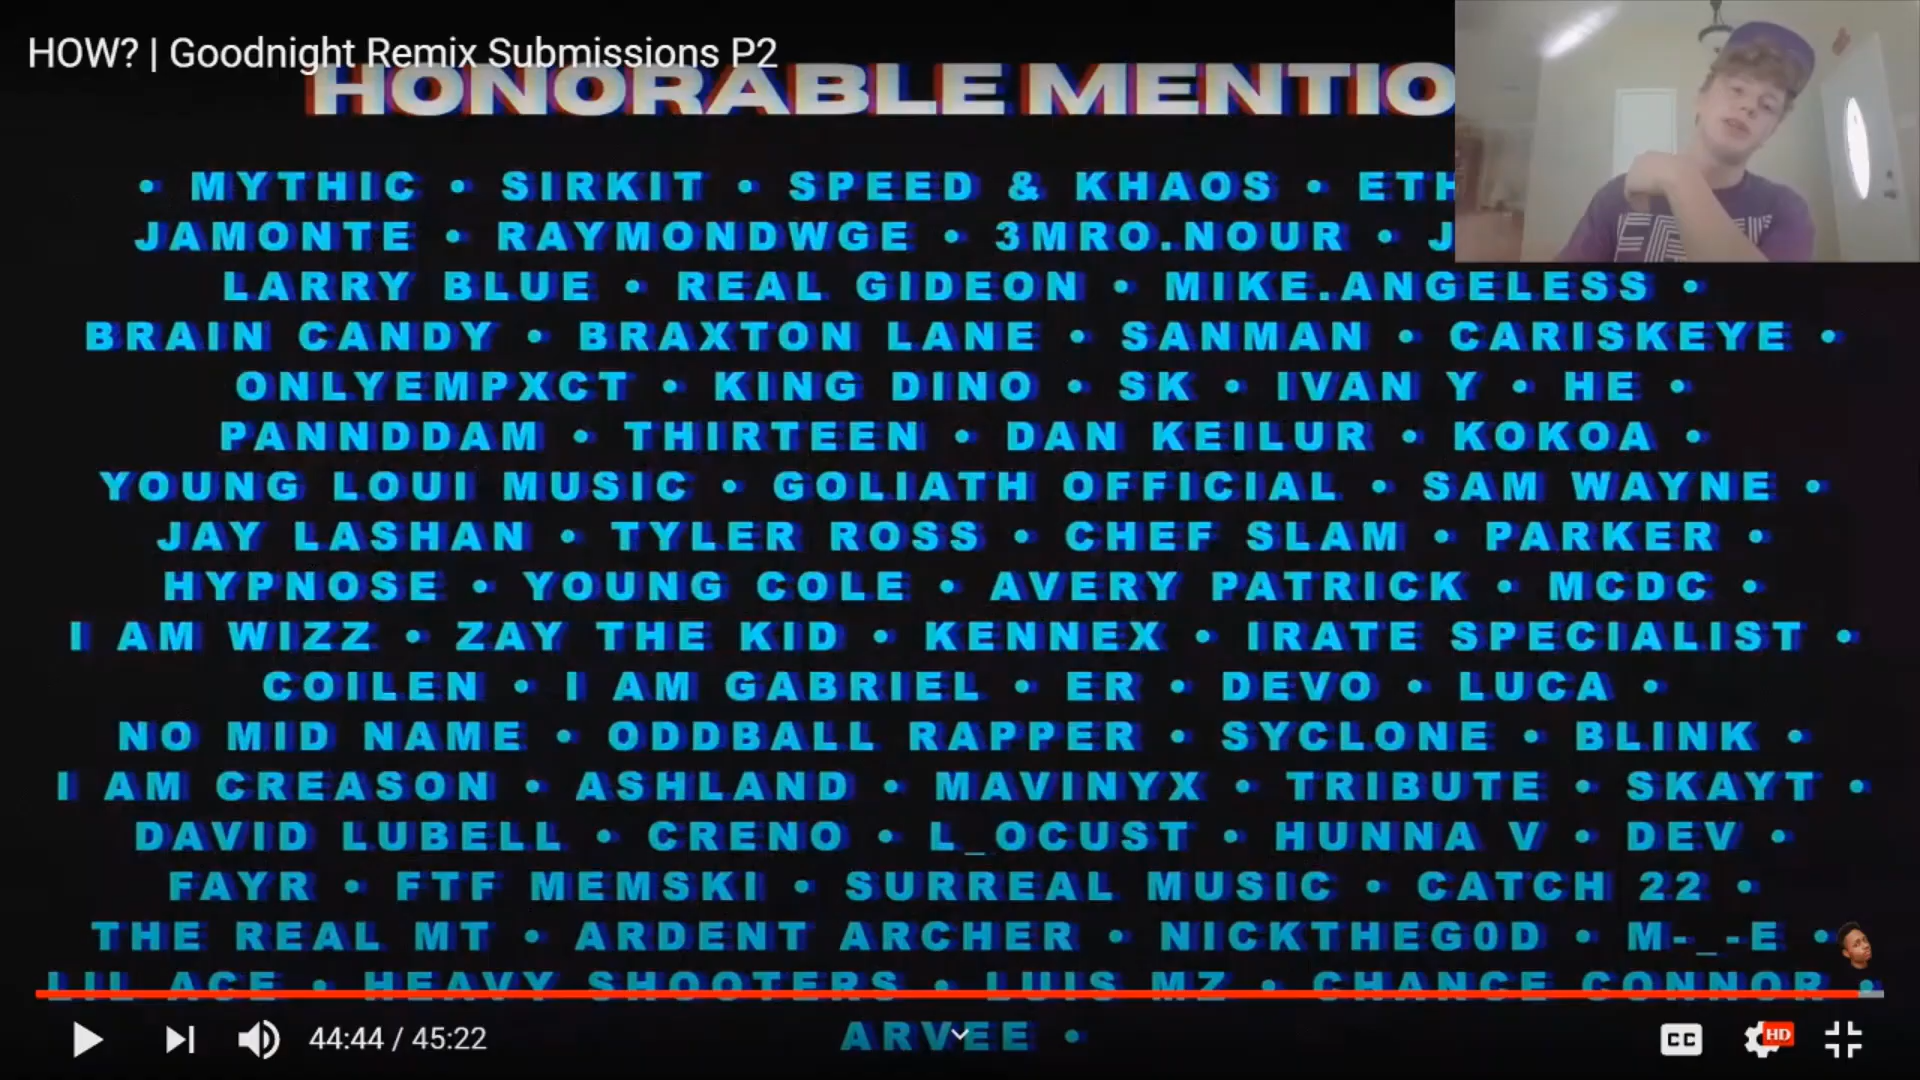 HOW? | Goodnight Remix Submissions P2
HONORABLE
• MYTHIC • SIRKIT • SPEED & KHAOS •
JAMONTE • RAYMONDWGE • 3MRO.NOUR •
LARRY BLUE • REAL GIDEON • MIKE.ANGELESS •
BRAIN CANDY • BRAXTON LANE • SANMAN • CARISKEYE •
ONLYEMPXCT • KING DINO • SK • IVAN Y • HE •
PANNDDAM • THIRTEEN • DAN KEILUR • KOKOA •
YOUNG LOUI MUSIC • GOLIATH OFFICIAL • SAM WAYNE •
JAY LASHAN • TYLER ROSS • CHEF SLAM • PARKER •
HYPNOSE • YOUNG COLE • AVERY PATRICK • MCDC •
I AM WIZZ • ZAY THE KID • KENNEX • IRATE SPECIALIST •
COILEN • I AM GABRIEL • ER • DEVO • LUCA •
NO MID NAME • ODDBALL RAPPER • SYCLONE • BLINK •
I AM CREASON • ASHLAND • MAVINYX • TRIBUTE • SKAYT •
DAVID LUBELL • CRENO • L_OCUST • HUNNA V • DEV •
FAYR • FTF MEMSKI • SURREAL MUSIC • CATCH 22 •
THE REAL MT • ARDENT ARCHER • NICKTHEG0D • M-_-E •
LIL ACE • HEAVY SHOOTERS • LUIS MZ • CHANCE CONNOR •
ARVEE •
44:44 / 45:22
CC
HD